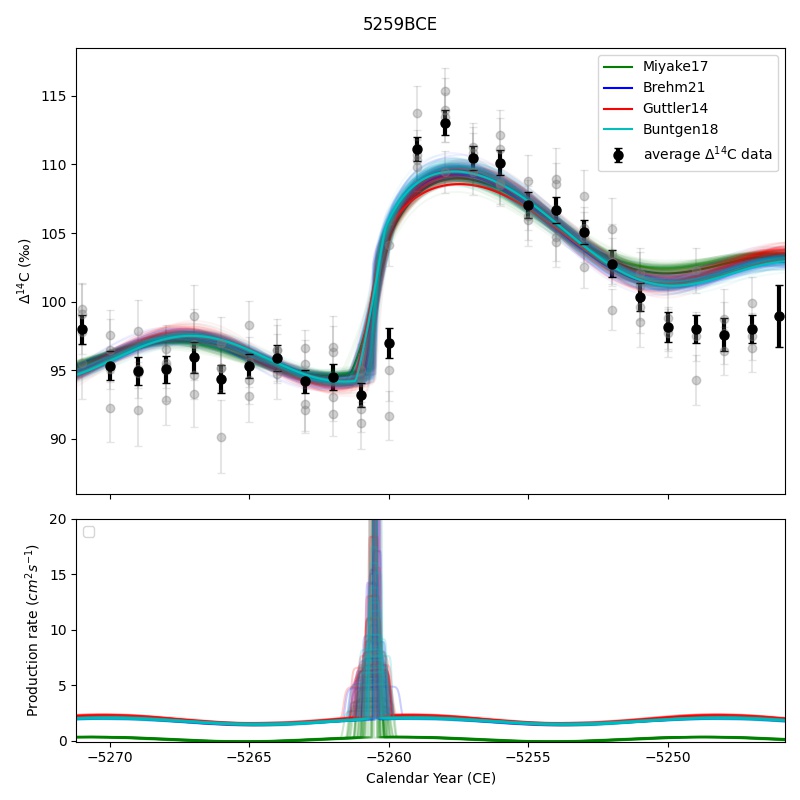 5259BCE
Miyake17
Brehm21
Guttler14
Buntgen18
average Δ¹⁴C data
Δ¹⁴C (‰)
115
110
105
100
95
90
Production rate (cm²s⁻¹)
20
15
10
5
0
−5270 −5265 −5260 −5255 −5250
Calendar Year (CE)